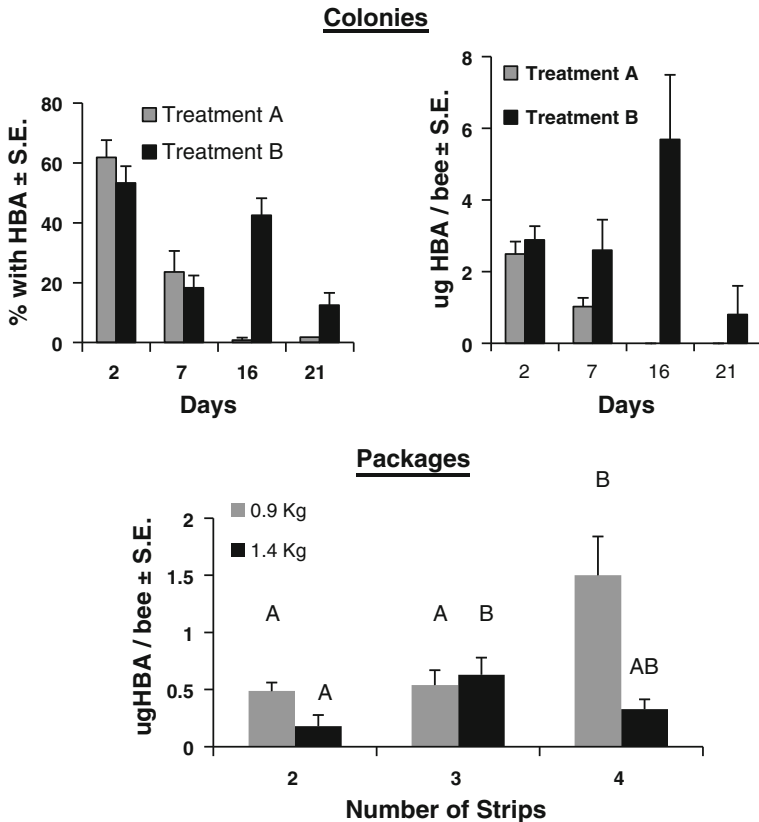 Colonies
Treatment A
Treatment B
80
60
40
20
0
% with HBA ± S.E.
2 7 16 21
Days
Treatment A
Treatment B
8
6
4
2
0
ug HBA / bee ± S.E.
2 7 16 21
Days
Packages
0.9 Kg
1.4 Kg
2
1.5
1
0.5
0
ugHBA / bee ± S.E.
A A A B B AB
2 3 4
Number of Strips